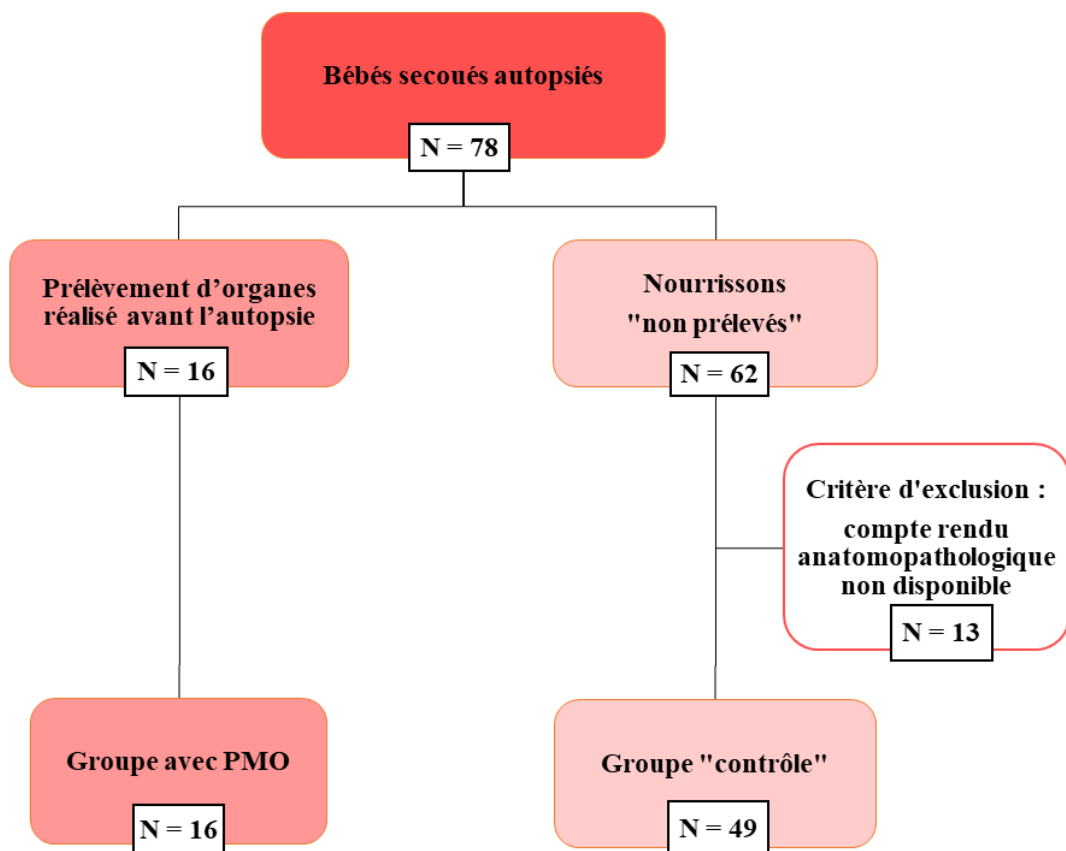 Bébés secoués autopsiés
N = 78
Prélèvement d’organes
réalisé avant l’autopsie
N = 16
Nourrissons
"non prélevés"
N = 62
Critère d'exclusion :
compte rendu
anatomopathologique
non disponible
N = 13
Groupe avec PMO
N = 16
Groupe "contrôle"
N = 49